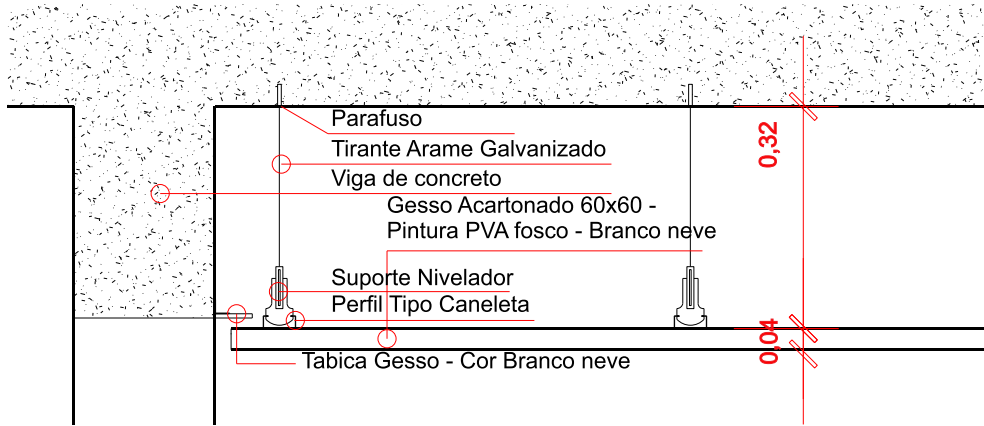 Parafuso
Tirante Arame Galvanizado
Viga de concreto
Gesso Acartonado 60x60 -
Pintura PVA fosco - Branco neve
Suporte Nivelador
Perfil Tipo Caneleta
Tabica Gesso - Cor Branco neve
0,32
0,04